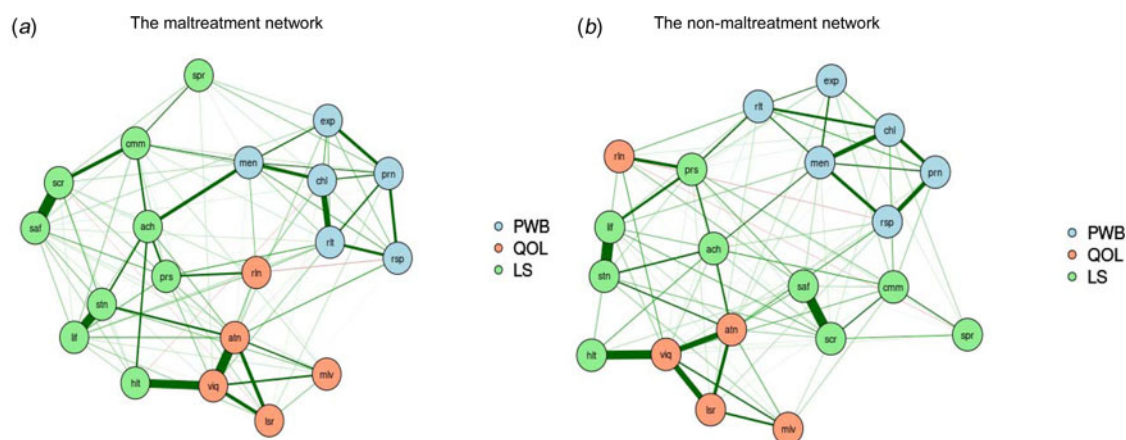 (a) The maltreatment network
spr
exp
cmm
men
prn
chl
scr
ach
saf
rlt
rsp
prs
rln
stn
lif
atn
mlv
hlt
viq
lsr
PWB
QOL
LS
(b) The non-maltreatment network
exp
rlt
chl
rln
men
prs
prn
lif
rsp
ach
stn
saf
cmm
atn
spr
scr
hlt
viq
lsr
mlv
PWB
QOL
LS